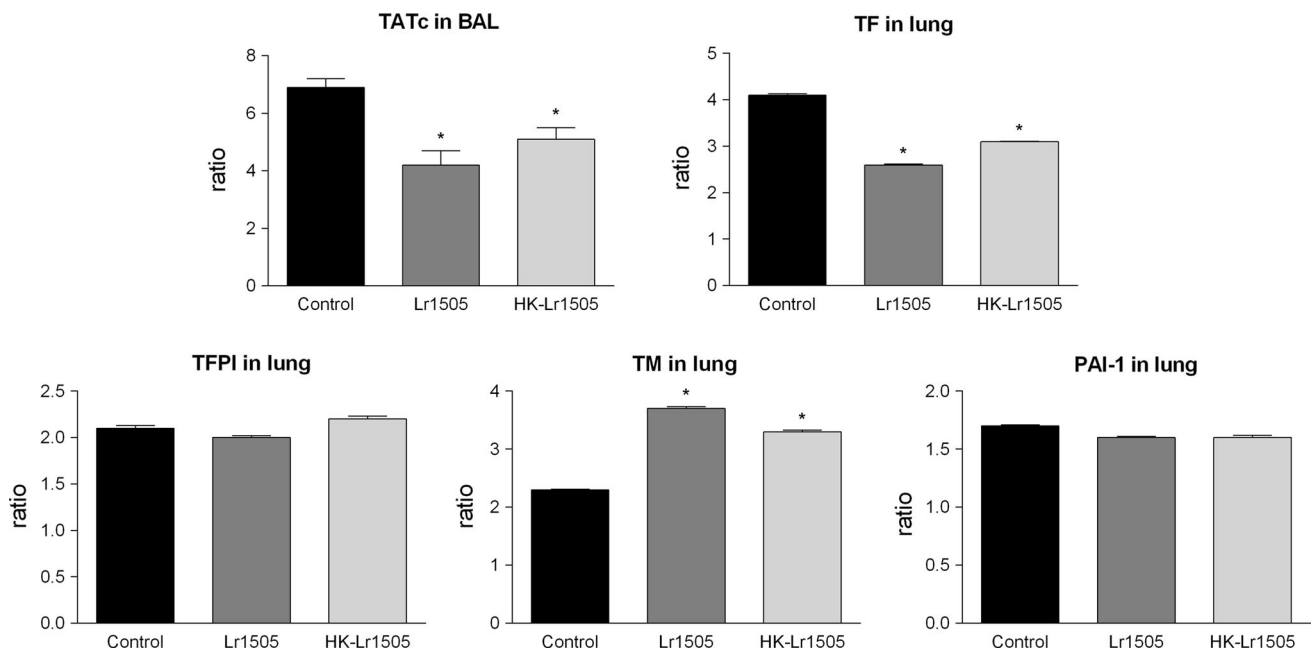 TATc in BAL
ratio
8
6
4
2
0
*
*
Control Lr1505 HK-Lr1505
TF in lung
ratio
5
4
3
2
1
0
*
*
Control Lr1505 HK-Lr1505
TFPI in lung
ratio
2.5
2.0
1.5
1.0
0.5
0.0
Control Lr1505 HK-Lr1505
TM in lung
ratio
4
3
2
1
0
*
*
Control Lr1505 HK-Lr1505
PAI-1 in lung
ratio
2.0
1.5
1.0
0.5
0.0
Control Lr1505 HK-Lr1505